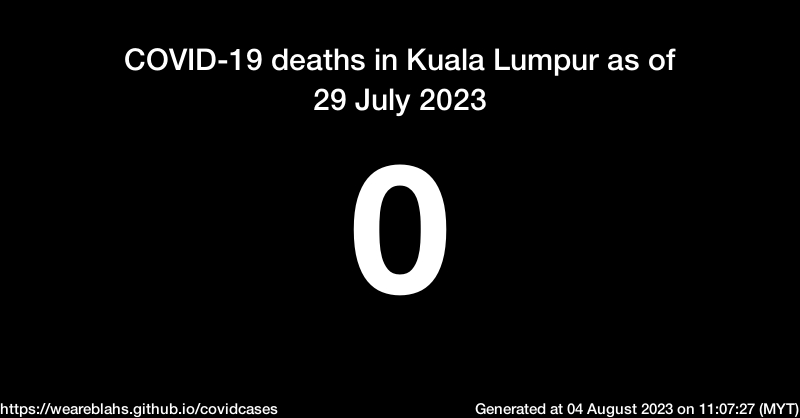 COVID-19 deaths in Kuala Lumpur as of
29 July 2023
0
https://weareblahs.github.io/covidcases
Generated at 04 August 2023 on 11:07:27 (MYT)